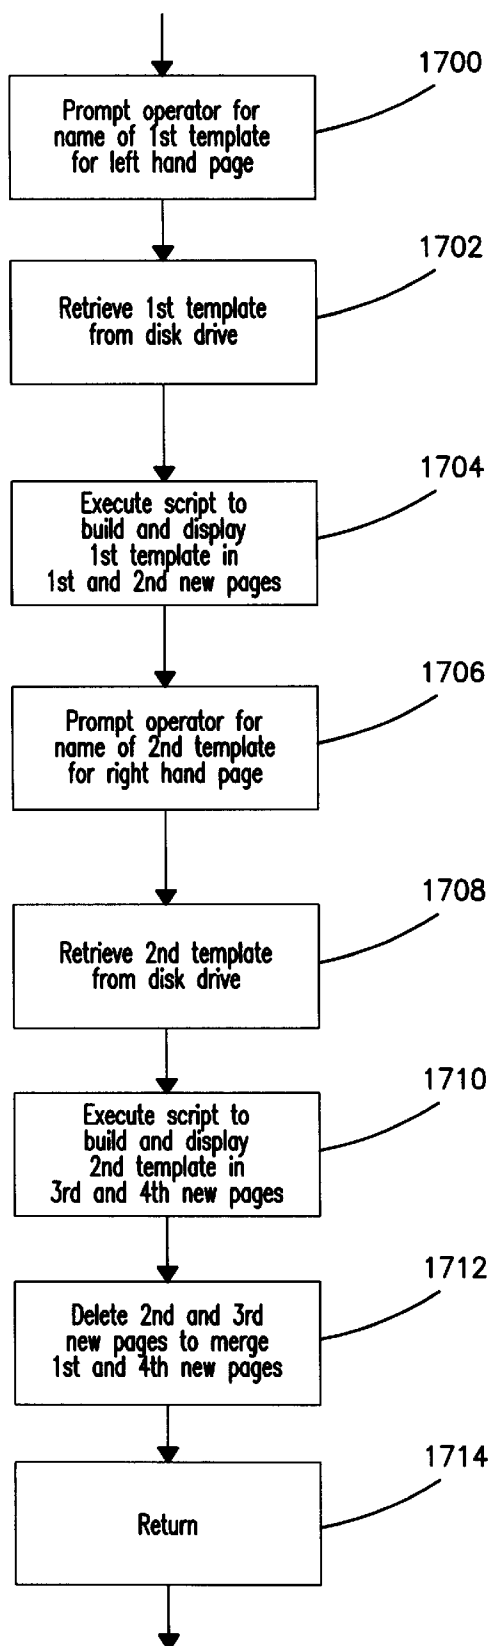 1700
Prompt operator for
name of 1st template
for left hand page
1702
Retrieve 1st template
from disk drive
1704
Execute script to
build and display
1st template in
1st and 2nd new pages
1706
Prompt operator for
name of 2nd template
for right hand page
1708
Retrieve 2nd template
from disk drive
1710
Execute script to
build and display
2nd template in
3rd and 4th new pages
1712
Delete 2nd and 3rd
new pages to merge
1st and 4th new pages
1714
Return